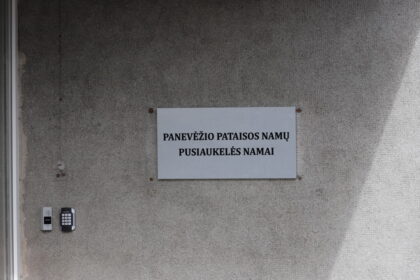 PANEVĖŽIO PATAISOS NAMŲ
PUSIAUKELĖS NAMAI